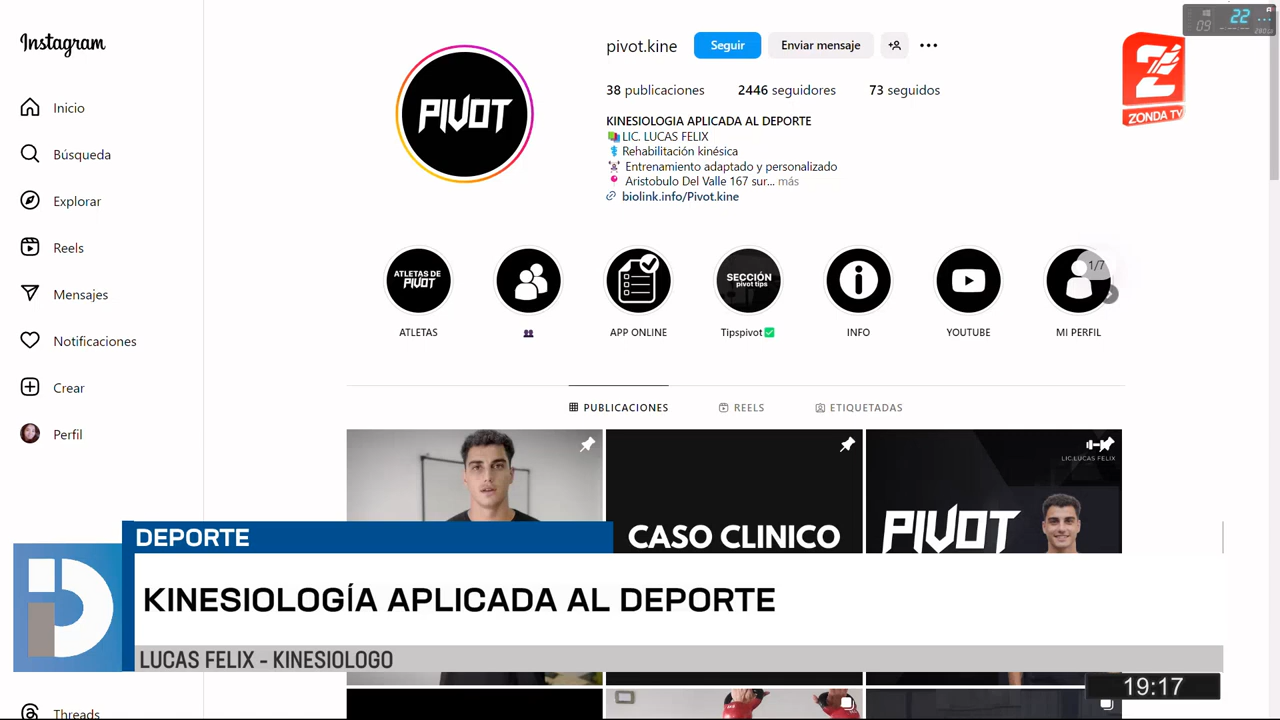 Instagram
Inicio
Búsqueda
Explorar
Reels
Mensajes
Notificaciones
Crear
Perfil
Threads
PIVOT
pivot.kine
Seguir
Enviar mensaje
38 publicaciones
2446 seguidores
73 seguidos
KINESIOLOGIA APLICADA AL DEPORTE
LIC. LUCAS FELIX
Rehabilitación kinésica
Entrenamiento adaptado y personalizado
Aristobulo Del Valle 167 sur... más
biolink.info/Pivot.kine
09
22
ZONDA TV
ATLETAS DE
PIVOT
SECCIÓN
pivot tips
1/7
ATLETAS
APP ONLINE
Tipspivot✅
INFO
YOUTUBE
MI PERFIL
PUBLICACIONES
REELS
ETIQUETADAS
CASO CLINICO
LIC.LUCAS FELIX
PIVOT
DEPORTE
KINESIOLOGÍA APLICADA AL DEPORTE
LUCAS FELIX - KINESIOLOGO
19:17